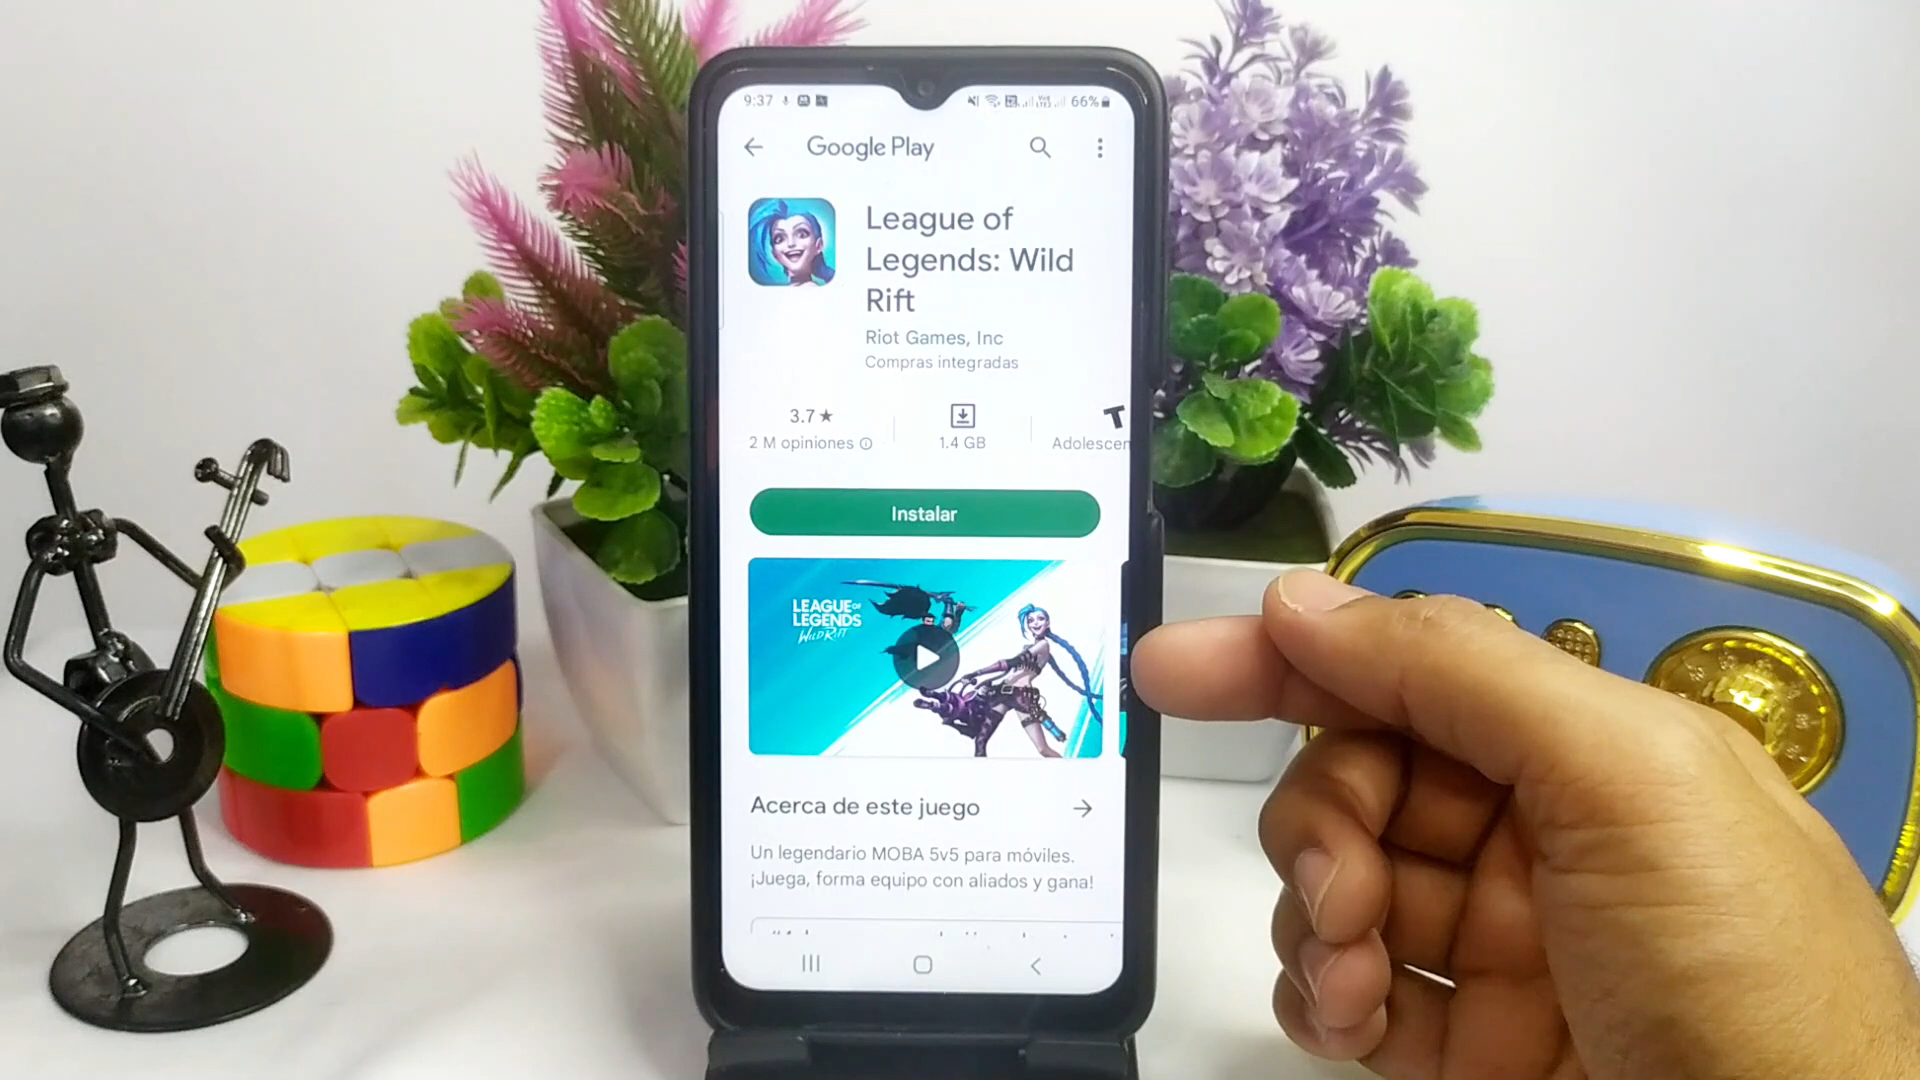 9:37
66%
Google Play
League of
Legends: Wild
Rift
Riot Games, Inc
Compras integradas
3.7★
2 M opiniones
1.4 GB
T
Adolescen
Instalar
LEAGUE OF
LEGENDS
WILD RIFT
Acerca de este juego
Un legendario MOBA 5v5 para móviles.
¡Juega, forma equipo con aliados y gana!